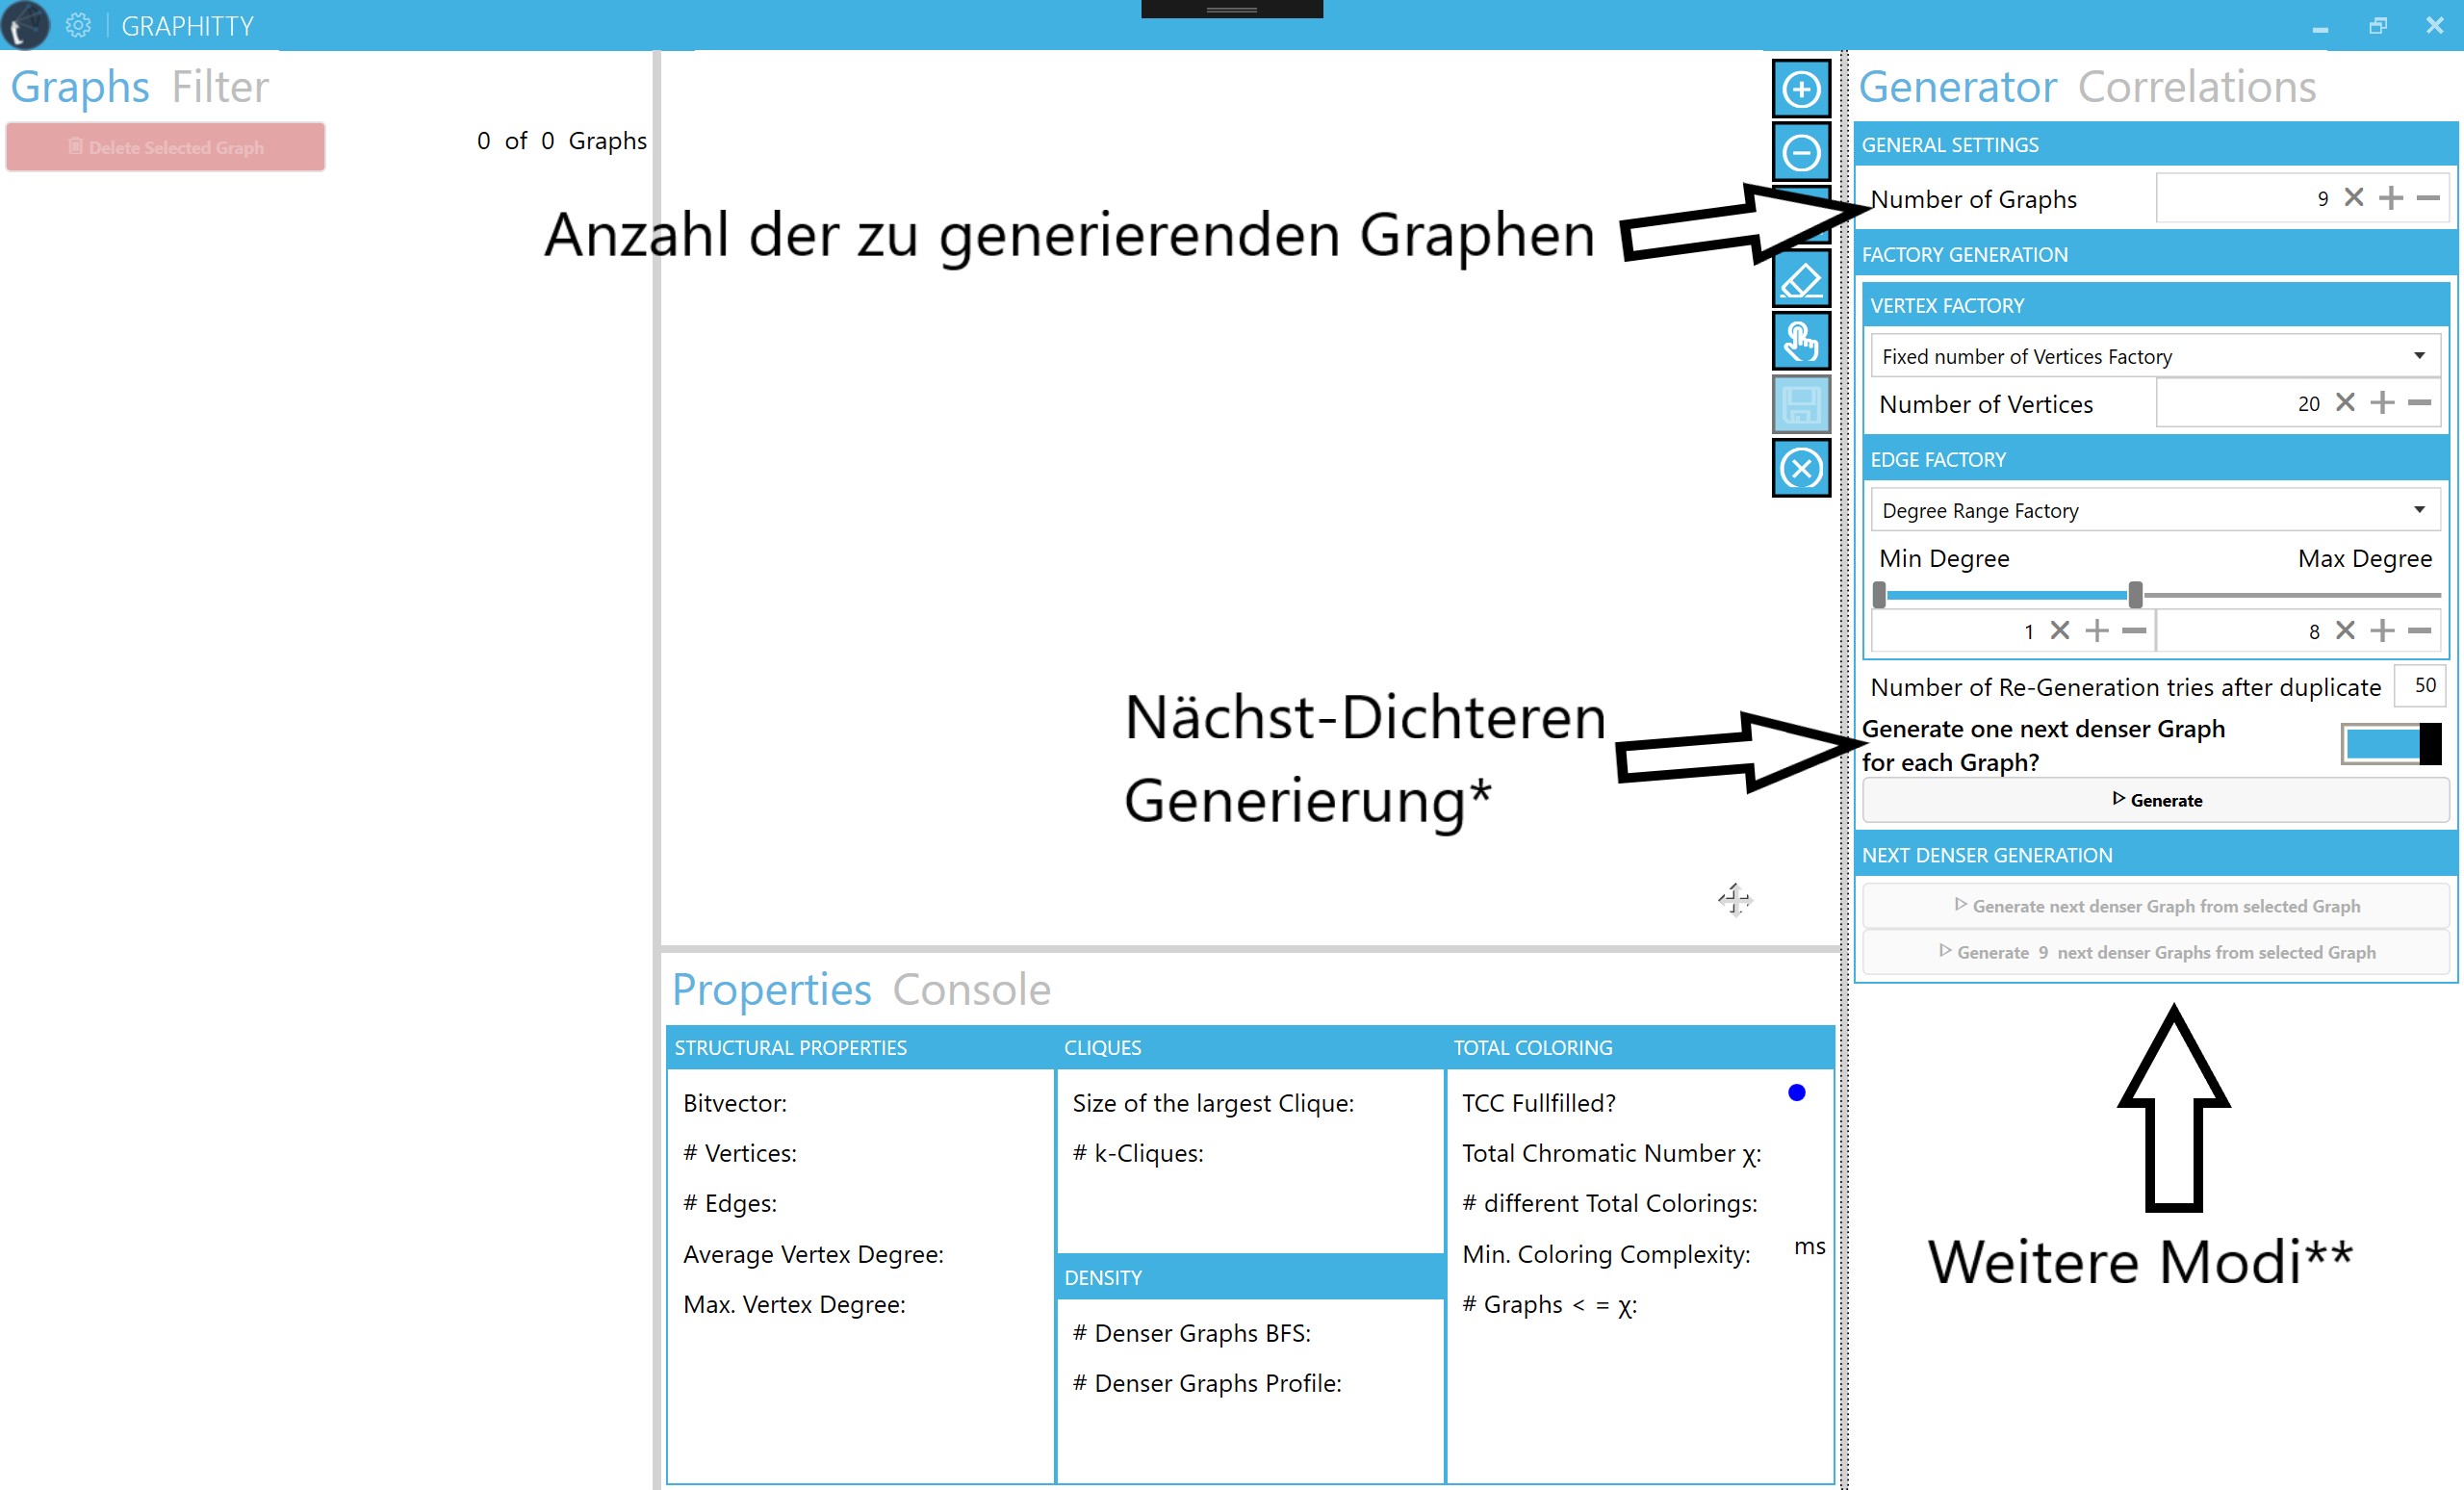 GRAPHITTY
Graphs Filter
Delete Selected Graph
0 of 0 Graphs
Anzahl der zu generierenden Graphen
Nächst-Dichteren
Generierung*
Properties Console
STRUCTURAL PROPERTIES
Bitvector:
# Vertices:
# Edges:
Average Vertex Degree:
Max. Vertex Degree:
CLIQUES
Size of the largest Clique:
# k-Cliques:
DENSITY
# Denser Graphs BFS:
# Denser Graphs Profile:
TOTAL COLORING
TCC Fullfilled?
Total Chromatic Number χ:
# different Total Colorings:
Min. Coloring Complexity: ms
# Graphs < = χ:
Generator Correlations
GENERAL SETTINGS
Number of Graphs 9
FACTORY GENERATION
VERTEX FACTORY
Fixed number of Vertices Factory
Number of Vertices 20
EDGE FACTORY
Degree Range Factory
Min Degree Max Degree
1 8
Number of Re-Generation tries after duplicate 50
Generate one next denser Graph
for each Graph?
Generate
NEXT DENSER GENERATION
Generate next denser Graph from selected Graph
Generate 9 next denser Graphs from selected Graph
Weitere Modi**